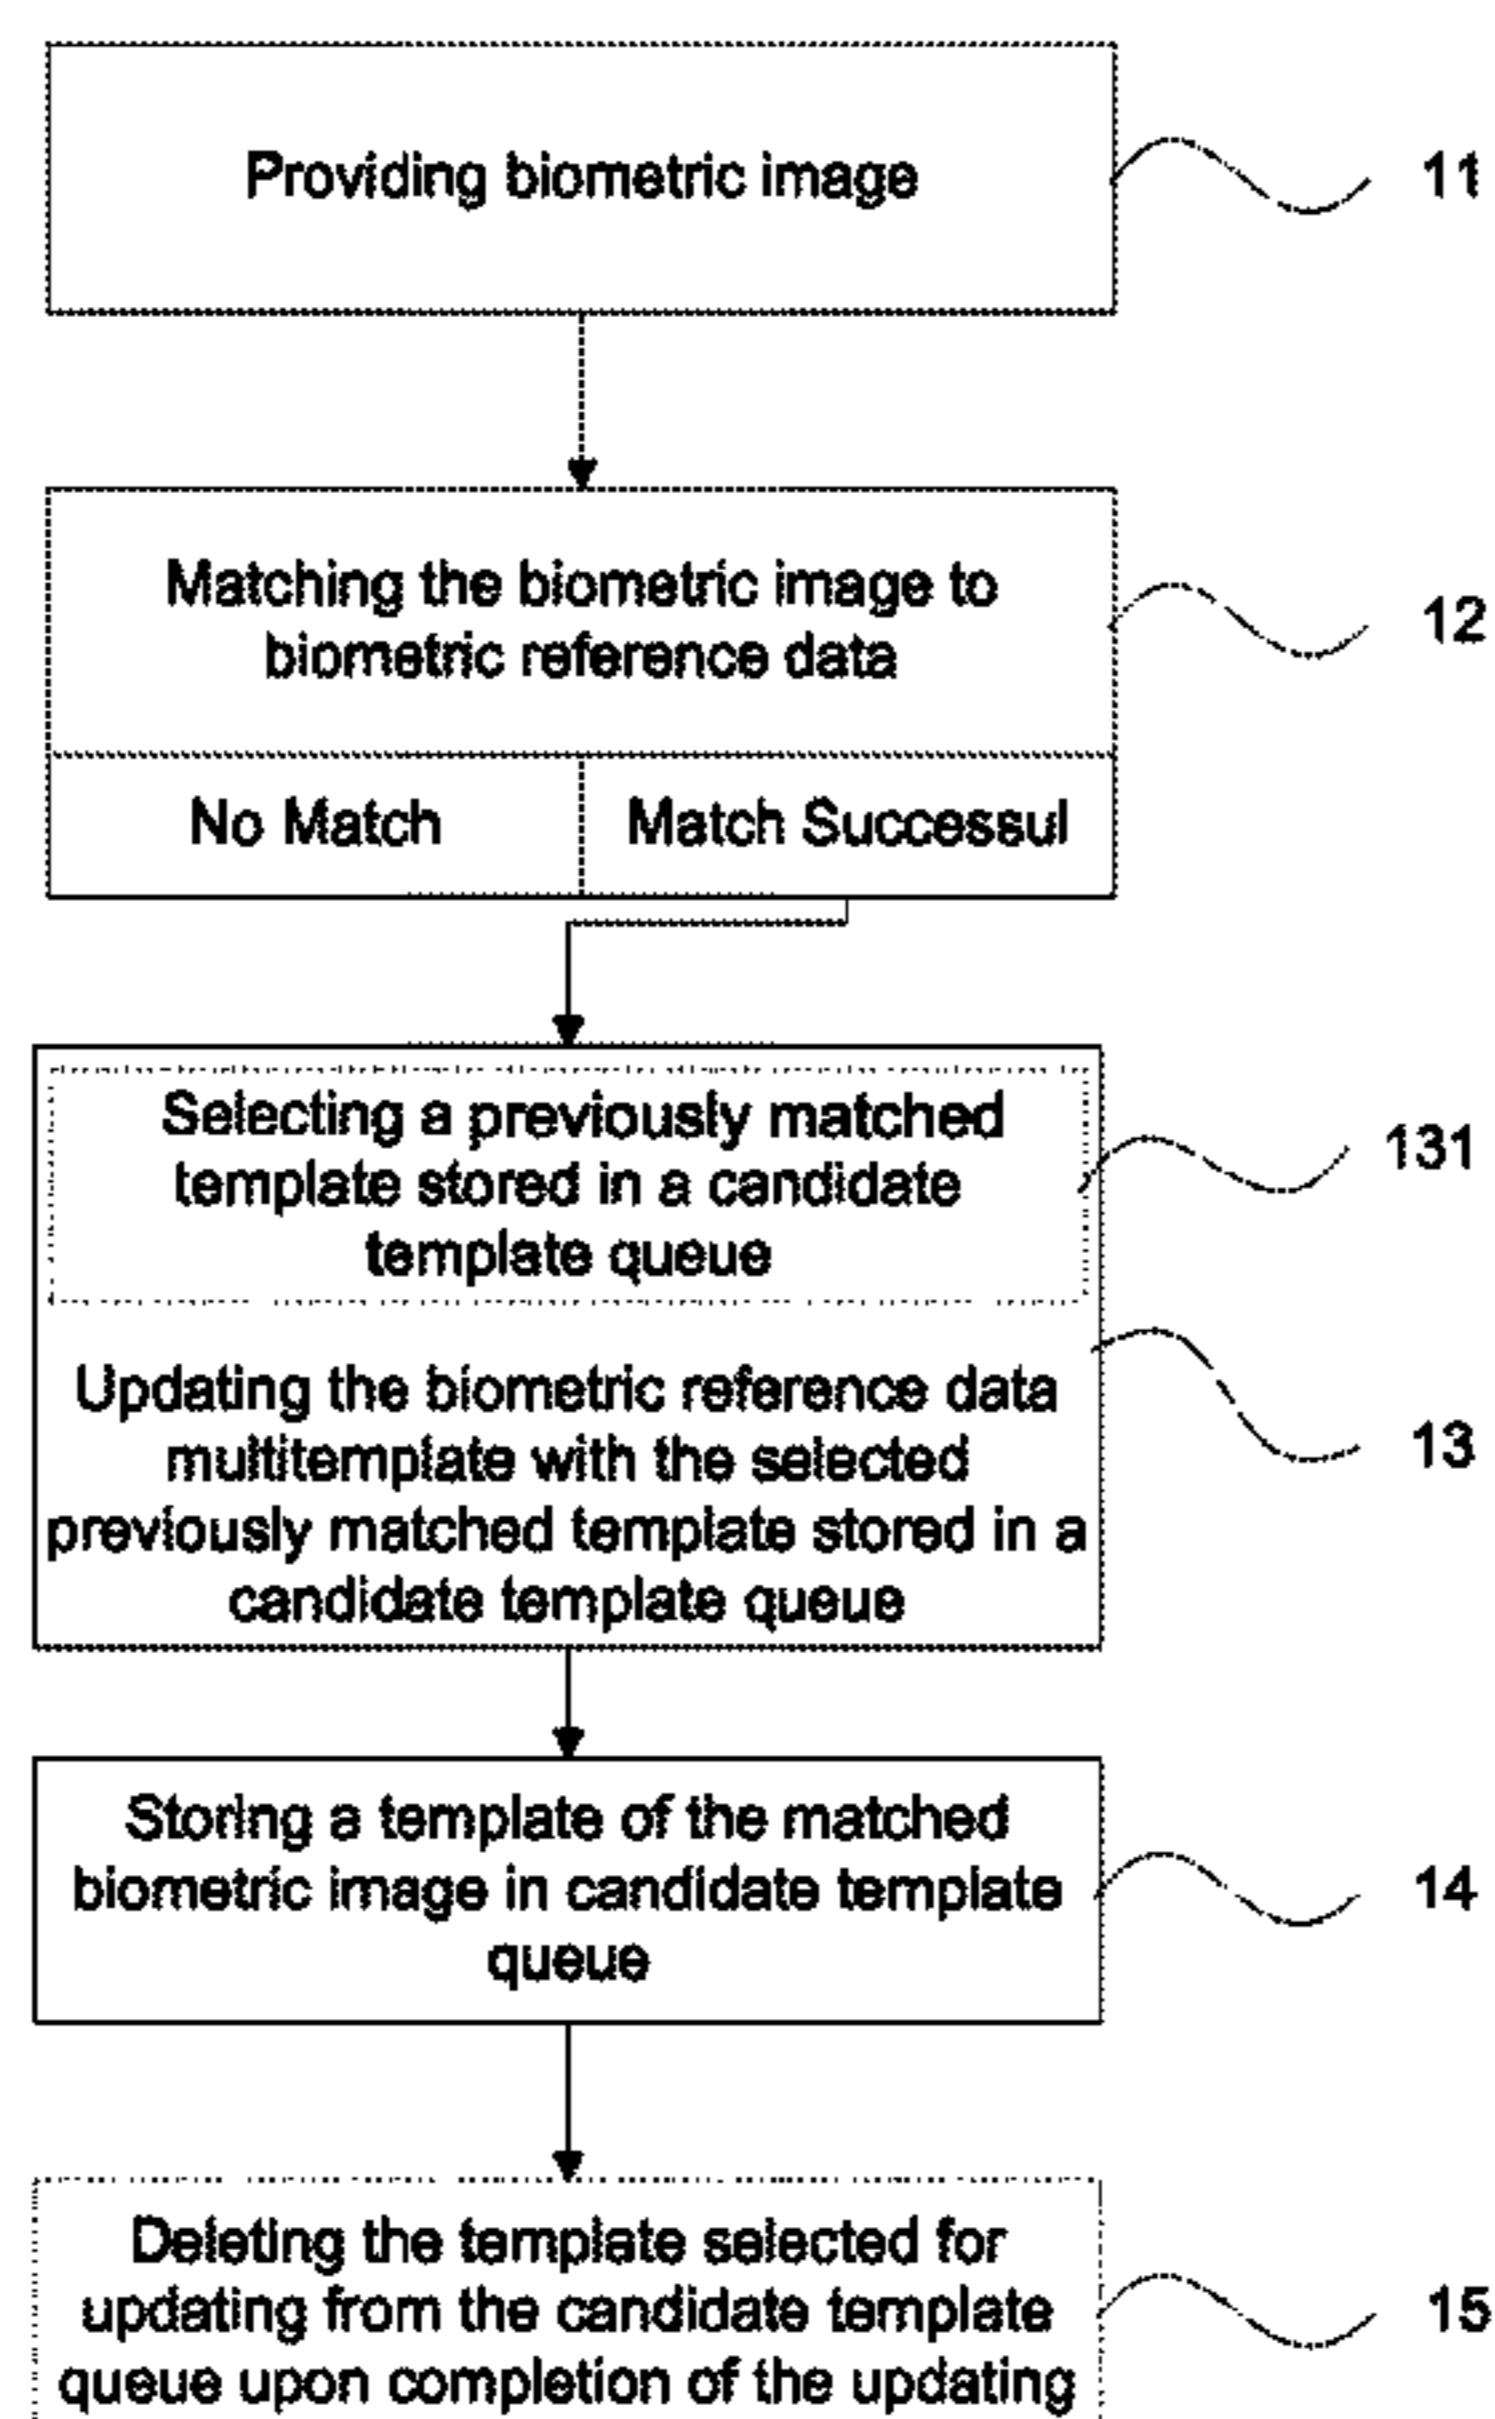 Providing biometric image
11
Matching the biometric image to
biometric reference data
12
No Match
Match Successul
Selecting a previously matched
template stored in a candidate
template queue
131
Updating the biometric reference data
multitemplate with the selected
previously matched template stored in a
candidate template queue
13
Storing a template of the matched
biometric image in candidate template
queue
14
Deleting the template selected for
updating from the candidate template
queue upon completion of the updating
15